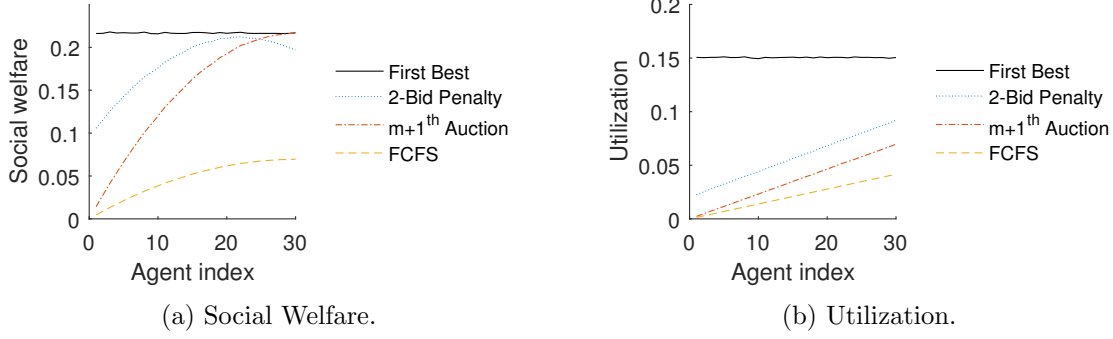 Social welfare
0.2
0.15
0.1
0.05
0
0 10 20 30
Agent index
First Best
2-Bid Penalty
m+1th Auction
FCFS
(a) Social Welfare.
Utilization
0.2
0.15
0.1
0.05
0
0 10 20 30
Agent index
First Best
2-Bid Penalty
m+1th Auction
FCFS
(b) Utilization.